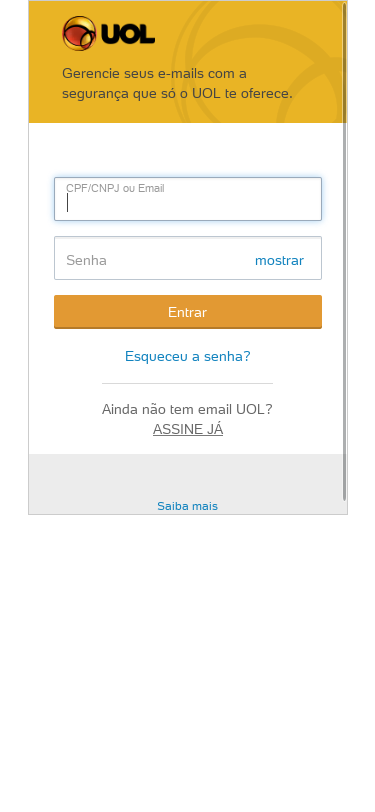 UOL
Gerencie seus e-mails com a
segurança que só o UOL te oferece.
CPF/CNPJ ou Email
Senha
mostrar
Entrar
Esqueceu a senha?
Ainda não tem email UOL?
ASSINE JÁ
Saiba mais